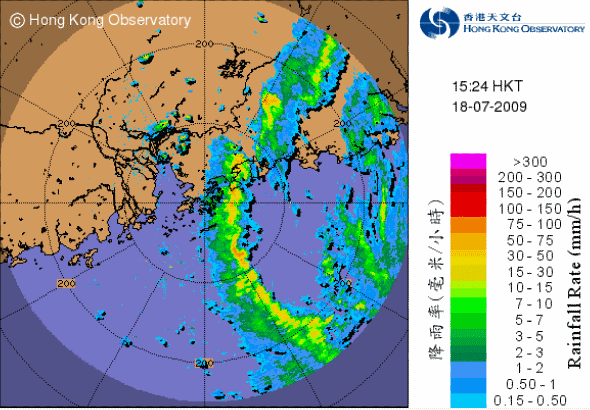 © Hong Kong Observatory
香港天文台
HONG KONG OBSERVATORY
15:24 HKT
18-07-2009
200
200
200
200
200
>300
200 - 300
150 - 200
100 - 150
75 - 100
50 - 75
30 - 50
15 - 30
10 - 15
7 - 10
5 - 7
3 - 5
2 - 3
1 - 2
0.50 - 1
0.15 - 0.50
降雨率(毫米/小時)
Rainfall Rate (mm/h)